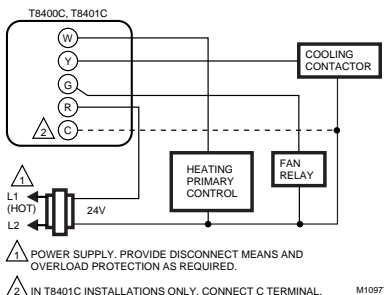 T8400C, T8401C
W
Y
G
R
2 C
COOLING
CONTACTOR
HEATING
PRIMARY
CONTROL
FAN
RELAY
1
L1
(HOT)
L2
24V
1 POWER SUPPLY. PROVIDE DISCONNECT MEANS AND
OVERLOAD PROTECTION AS REQUIRED.
2 IN T8401C INSTALLATIONS ONLY, CONNECT C TERMINAL.